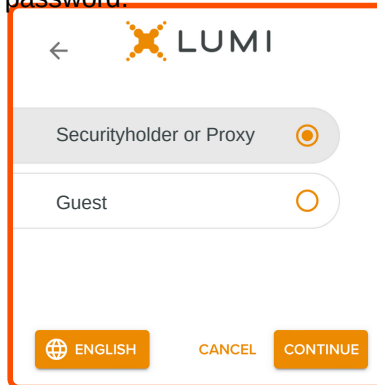 password.
LUMI
Securityholder or Proxy
Guest
ENGLISH CANCEL CONTINUE